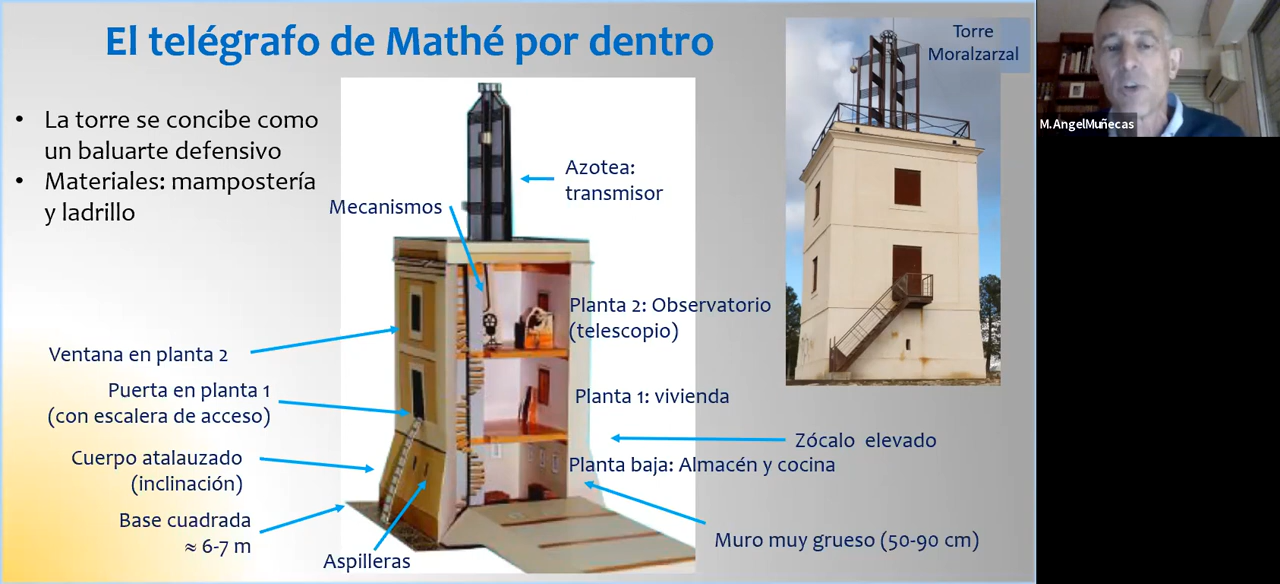 El telégrafo de Mathé por dentro
Torre
Moralzarzal
M.AngelMuñecas
• La torre se concibe como
un baluarte defensivo
• Materiales: mampostería
y ladrillo
Azotea:
transmisor
Mecanismos
Planta 2: Observatorio
(telescopio)
Ventana en planta 2
Puerta en planta 1
(con escalera de acceso)
Planta 1: vivienda
Zócalo elevado
Cuerpo atalauzado
(inclinación)
Planta baja: Almacén y cocina
Base cuadrada
≈ 6-7 m
Muro muy grueso (50-90 cm)
Aspilleras